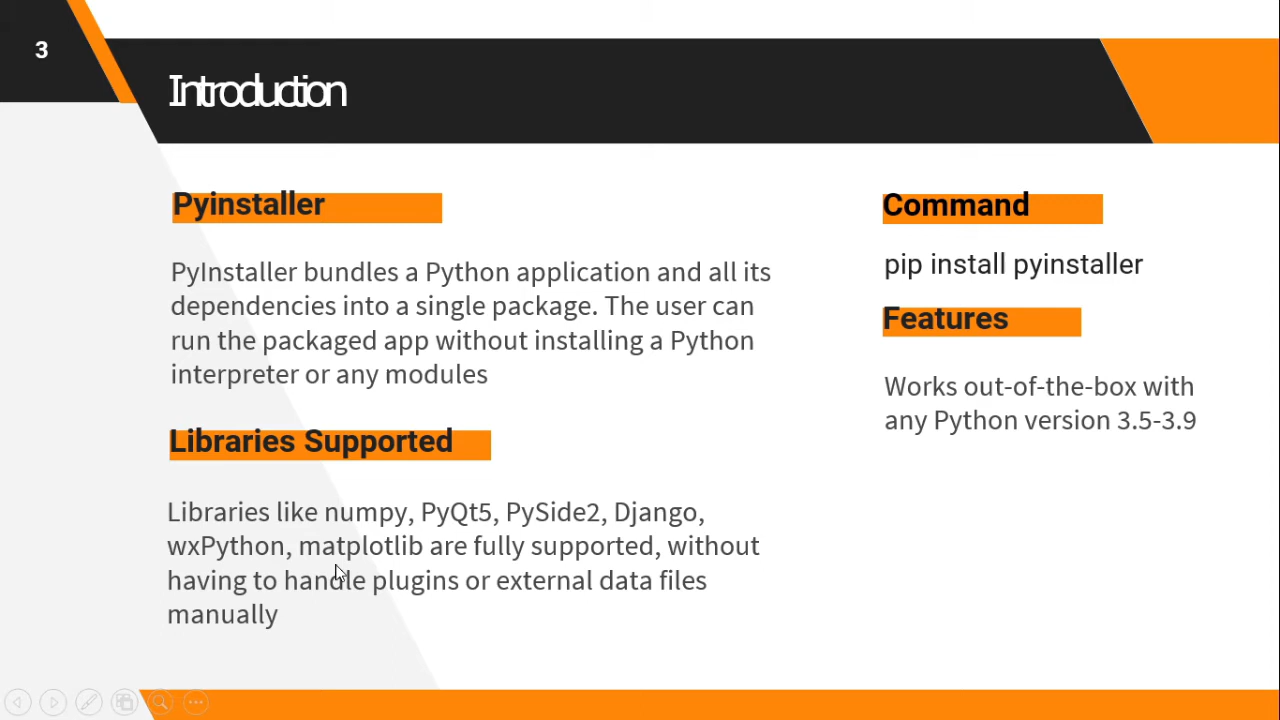 3
Introduction
Pyinstaller
PyInstaller bundles a Python application and all its
dependencies into a single package. The user can
run the packaged app without installing a Python
interpreter or any modules
Libraries Supported
Libraries like numpy, PyQt5, PySide2, Django,
wxPython, matplotlib are fully supported, without
having to handle plugins or external data files
manually
Command
pip install pyinstaller
Features
Works out-of-the-box with
any Python version 3.5-3.9